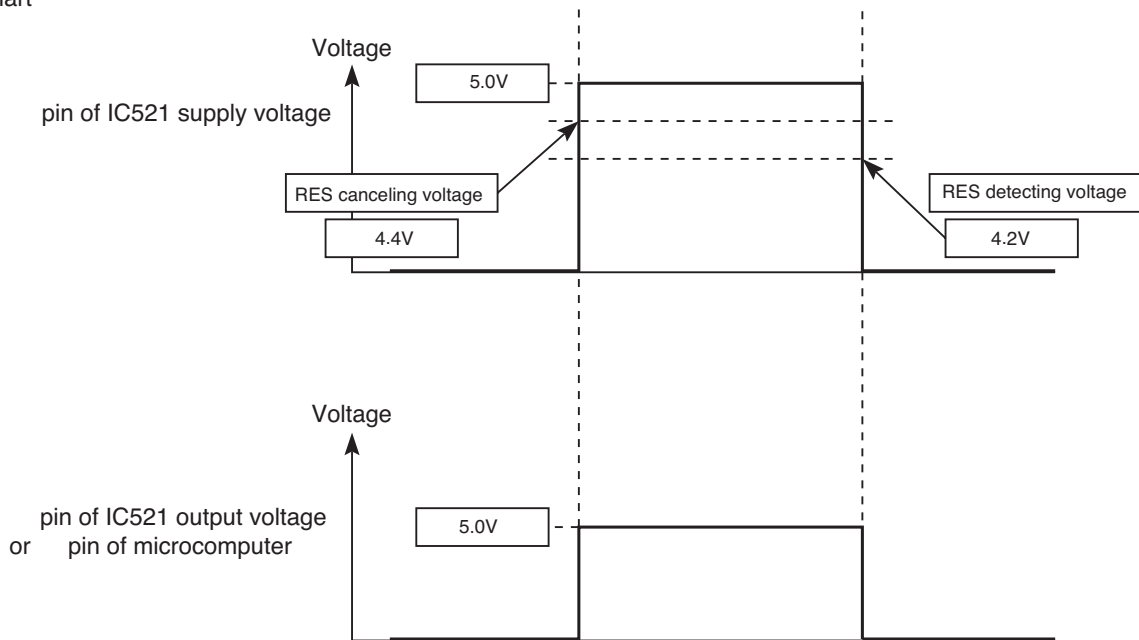 Voltage
5.0V
pin of IC521 supply voltage
RES canceling voltage
RES detecting voltage
4.4V
4.2V
Voltage
pin of IC521 output voltage
5.0V
or pin of microcomputer